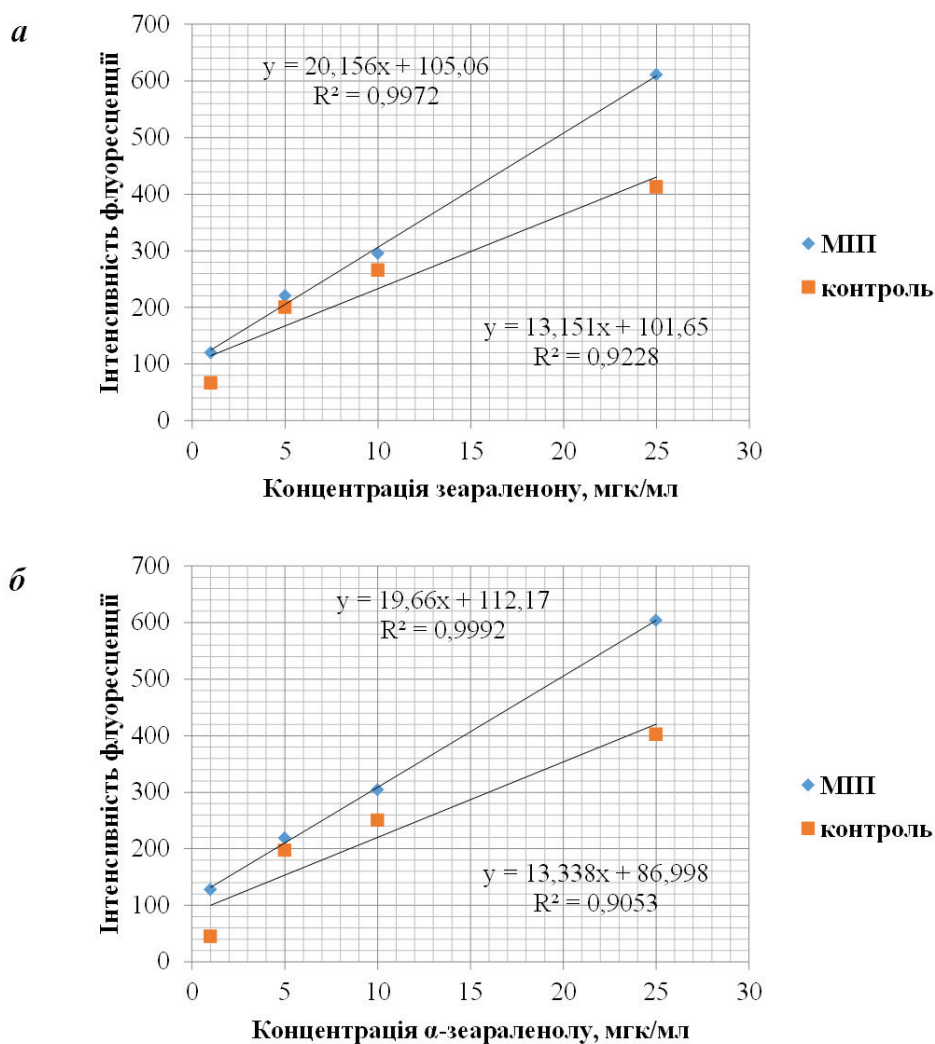 а
Інтенсивність флуоресценції
700
600
500
400
300
200
100
0
y = 20,156x + 105,06
R² = 0,9972
y = 13,151x + 101,65
R² = 0,9228
0 5 10 15 20 25 30
Концентрація зеараленону, мгк/мл
МІП
контроль
б
Інтенсивність флуоресценції
700
600
500
400
300
200
100
0
y = 19,66x + 112,17
R² = 0,9992
y = 13,338x + 86,998
R² = 0,9053
0 5 10 15 20 25 30
Концентрація α-зеараленолу, мгк/мл
МІП
контроль